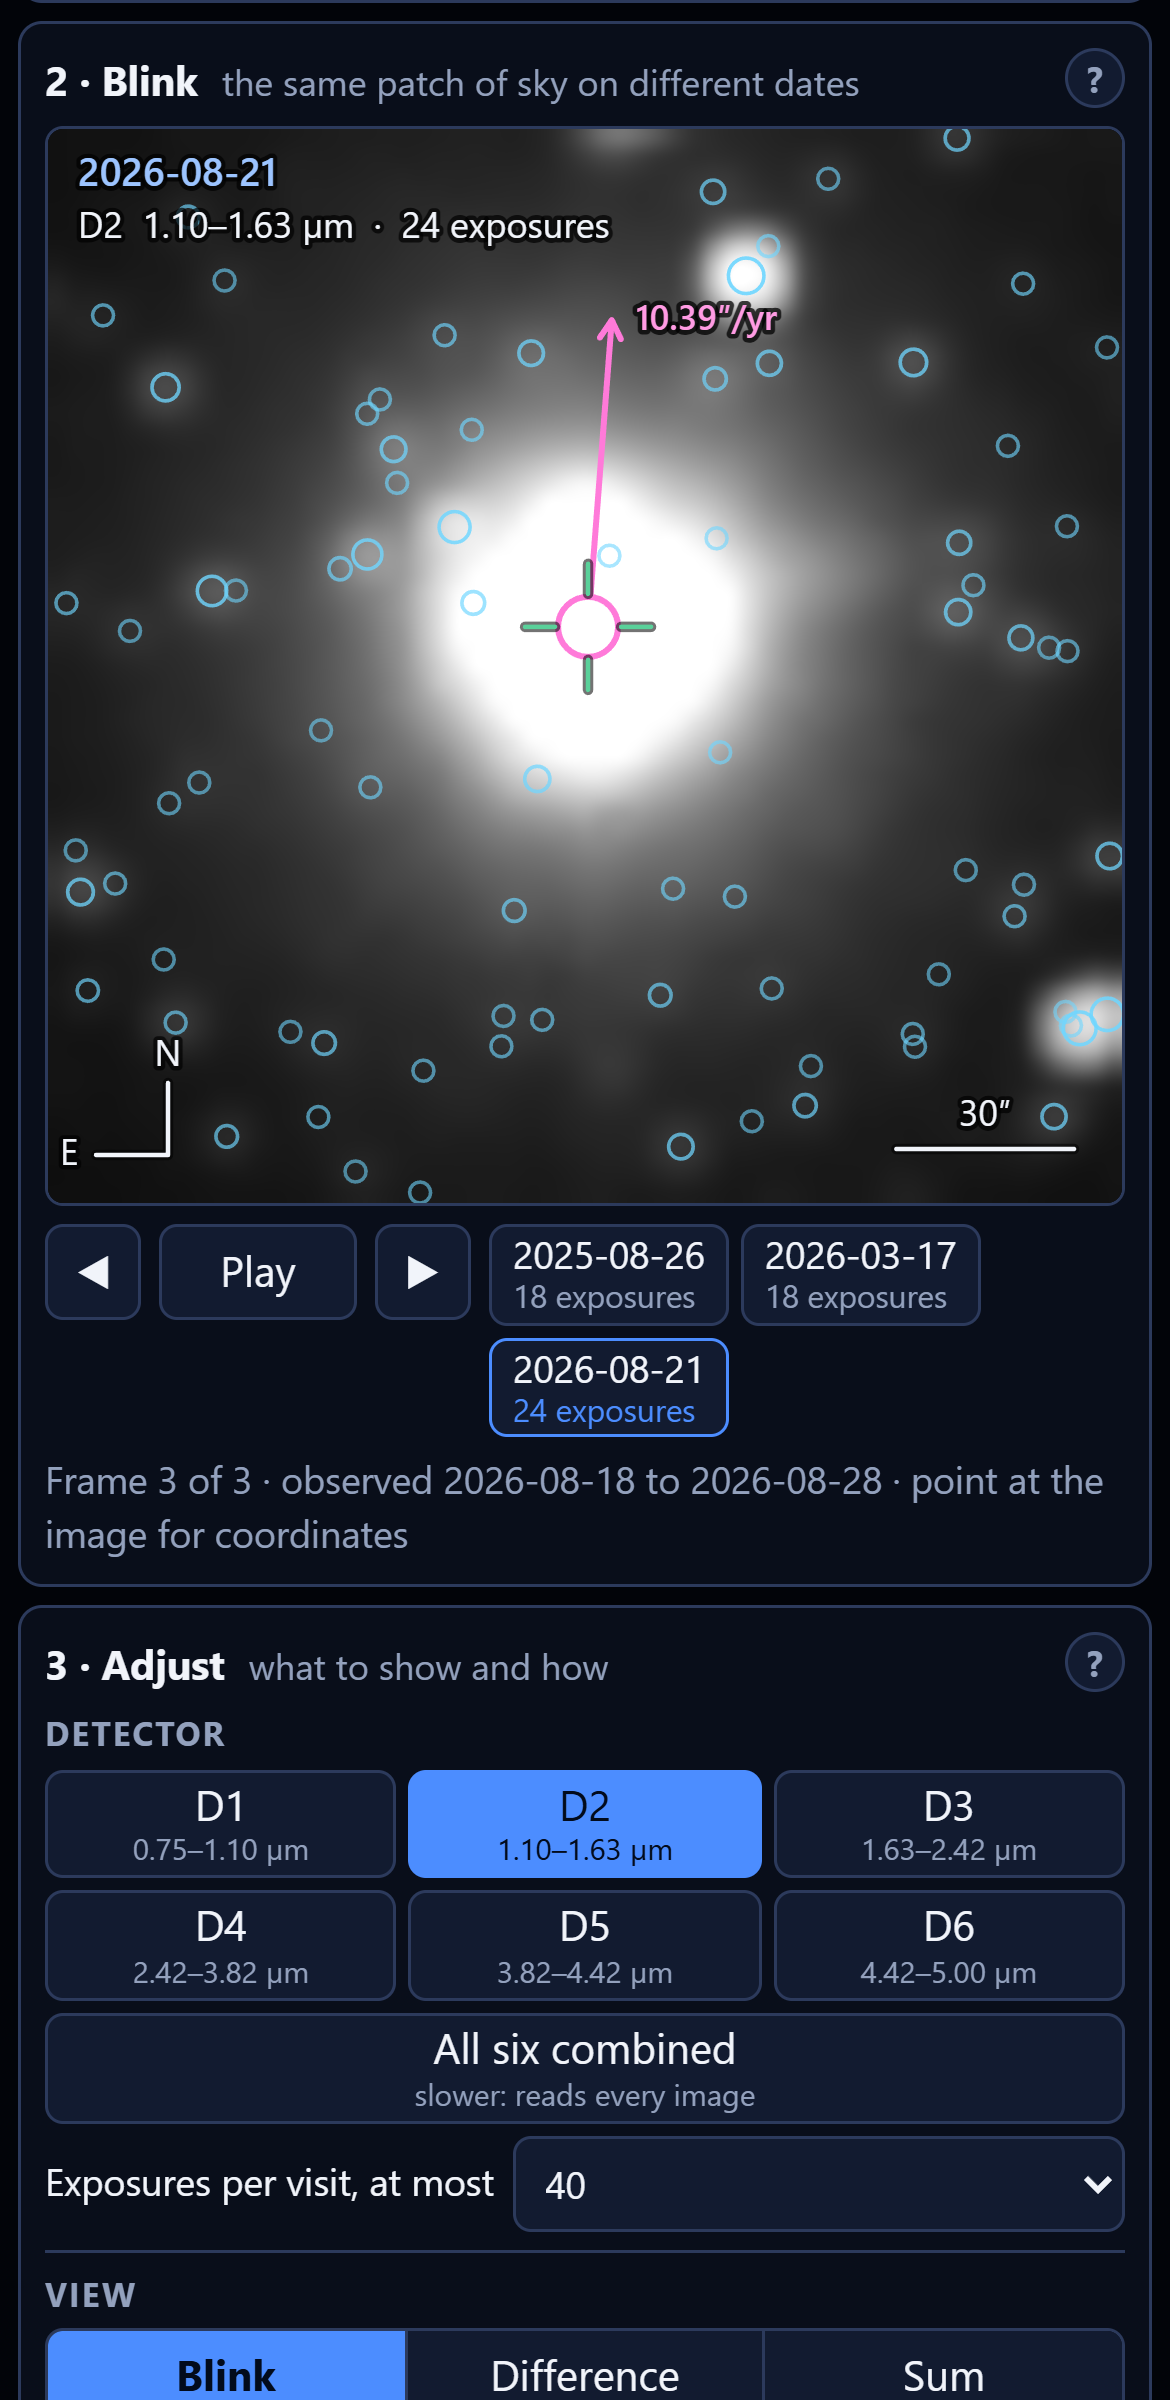 2 · Blink the same patch of sky on different dates ?
2026-08-21
D2 1.10–1.63 µm · 24 exposures
10.39″/yr
N
E
30″
◀ Play ▶
2025-08-26
18 exposures
2026-03-17
18 exposures
2026-08-21
24 exposures
Frame 3 of 3 · observed 2026-08-18 to 2026-08-28 · point at the
image for coordinates
3 · Adjust what to show and how ?
DETECTOR
D1
0.75–1.10 µm
D2
1.10–1.63 µm
D3
1.63–2.42 µm
D4
2.42–3.82 µm
D5
3.82–4.42 µm
D6
4.42–5.00 µm
All six combined
slower: reads every image
Exposures per visit, at most 40
VIEW
Blink Difference Sum